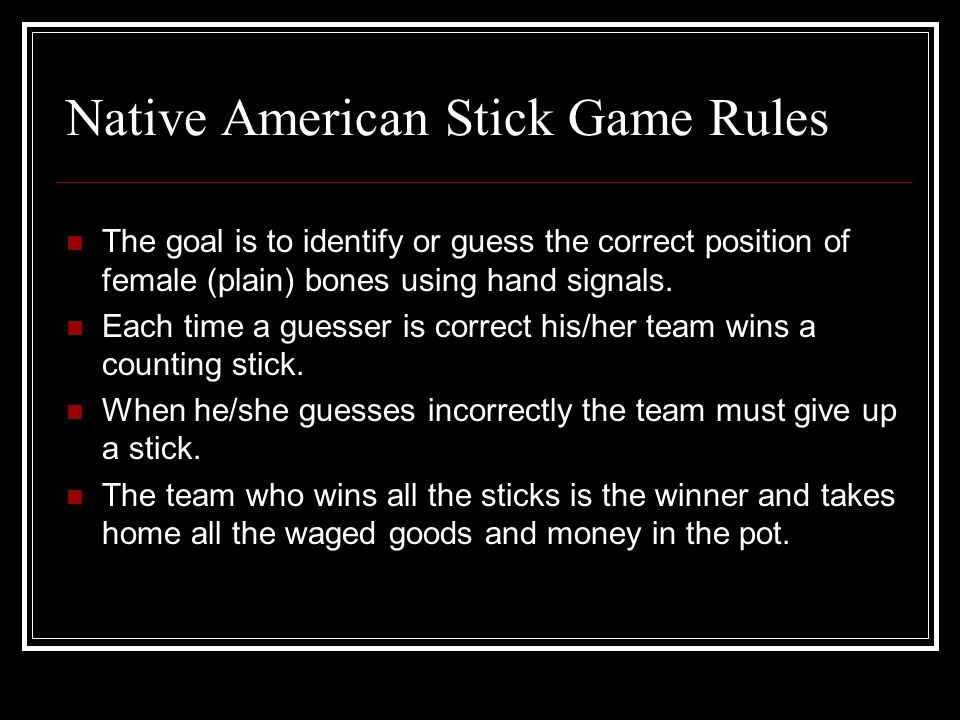 Native American Stick Game Rules
The goal is to identify or guess the correct position of
female (plain) bones using hand signals.
Each time a guesser is correct his/her team wins a
counting stick.
When he/she guesses incorrectly the team must give up
a stick.
The team who wins all the sticks is the winner and takes
home all the waged goods and money in the pot.